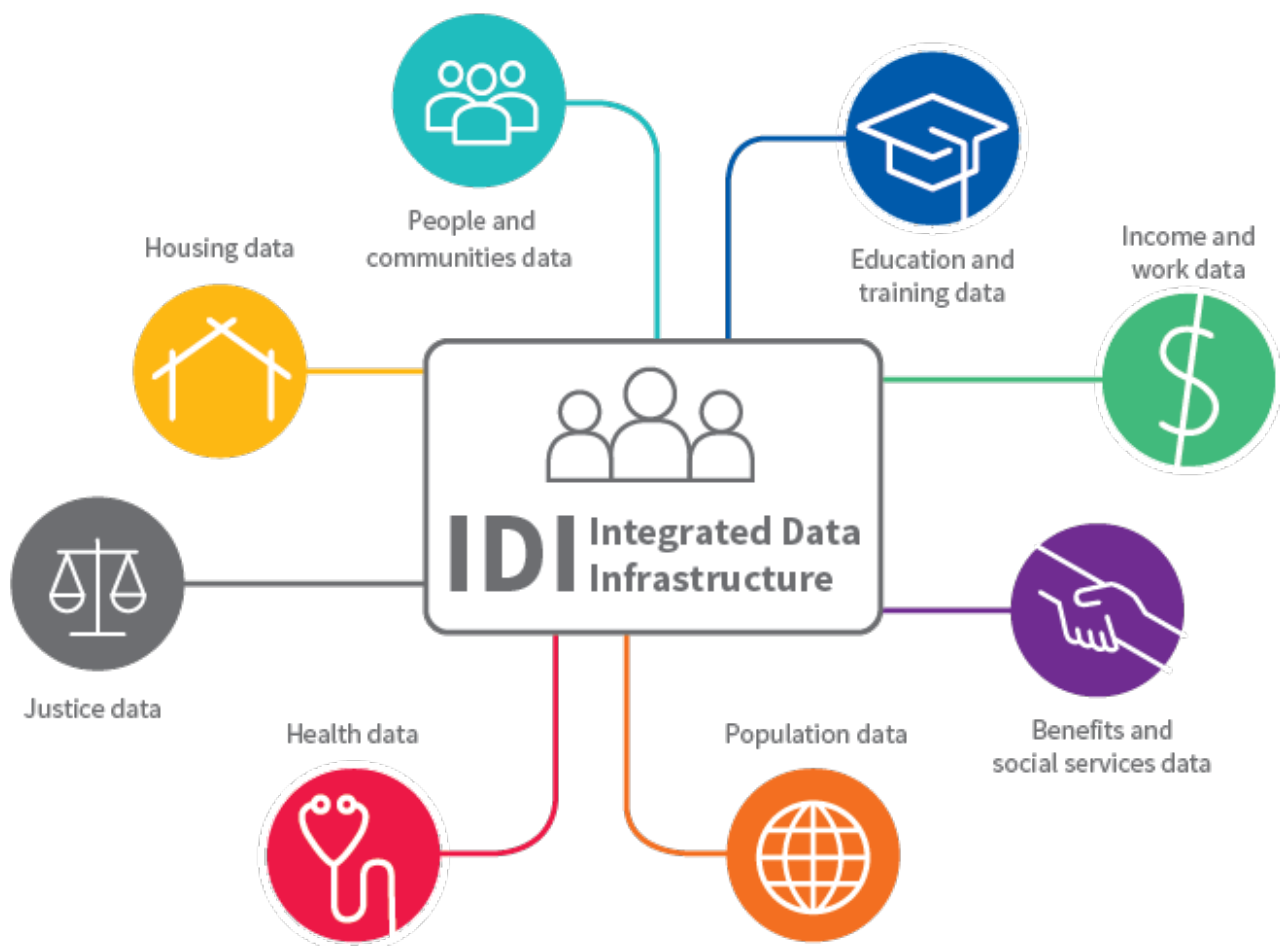 People and
communities data
Education and
training data
Income and
work data
Housing data
IDI
Integrated Data
Infrastructure
Justice data
Health data
Population data
Benefits and
social services data